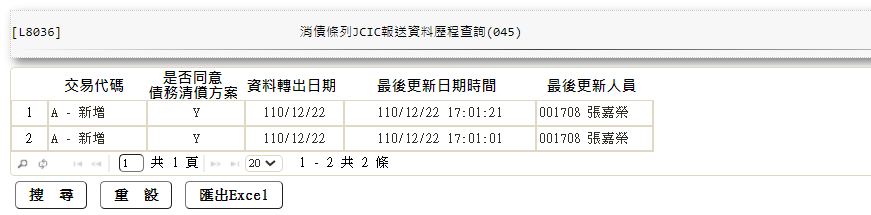 [L8036] 消債條列JCIC報送資料歷程查詢(045)
交易代碼 是否同意債務清償方案 資料轉出日期 最後更新日期時間 最後更新人員
1 A - 新增 Y 110/12/22 110/12/22 17:01:21 001708 張嘉榮
2 A - 新增 Y 110/12/22 110/12/22 17:01:01 001708 張嘉榮
1 共 1 頁 20 1 - 2 共 2 條
搜 尋 重 設 匯出Excel